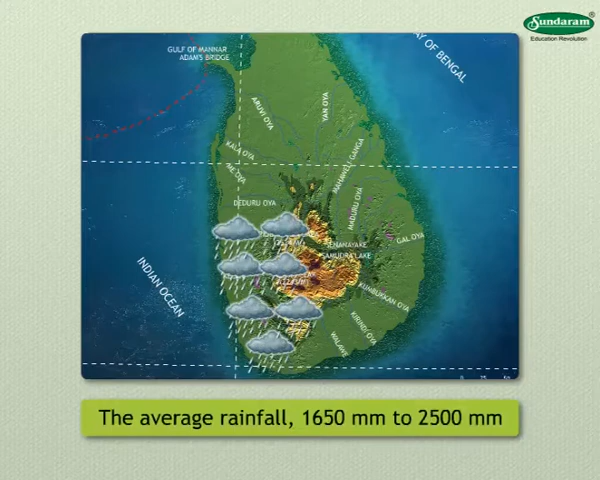 Sundaram®
Education Revolution
GULF OF MANNAR
ADAM'S BRIDGE
BAY OF BENGAL
ARUVI OYA
YAN OYA
KALA OYA
MI OYA
MAHAWELI GANGA
DEDURU OYA
MADURU OYA
GAL OYA
SENANAYAKE
SAMUDRA LAKE
INDIAN OCEAN
KUMBUKKAN OYA
KIRINDI OYA
WALAWE
The average rainfall, 1650 mm to 2500 mm